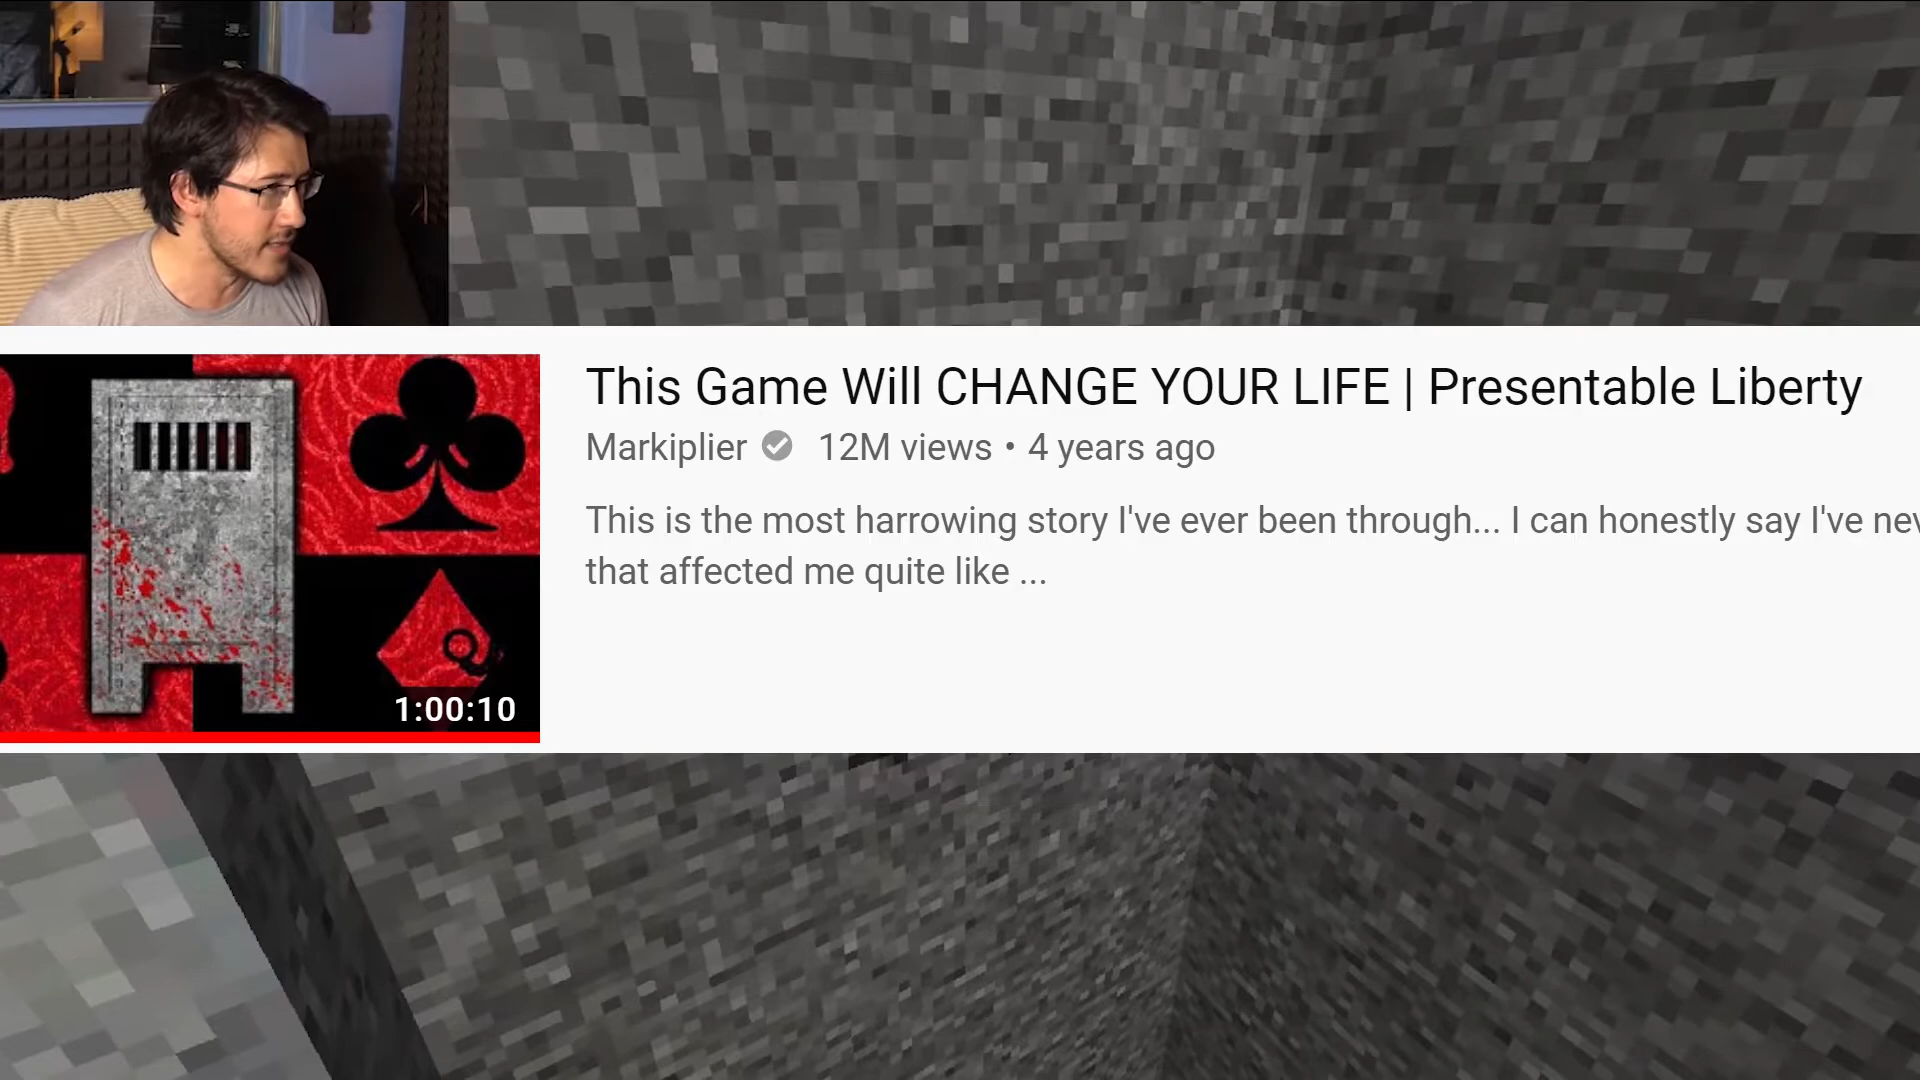 This Game Will CHANGE YOUR LIFE | Presentable Liberty
Markiplier 12M views • 4 years ago
This is the most harrowing story I've ever been through... I can honestly say I've nev
that affected me quite like ...
1:00:10